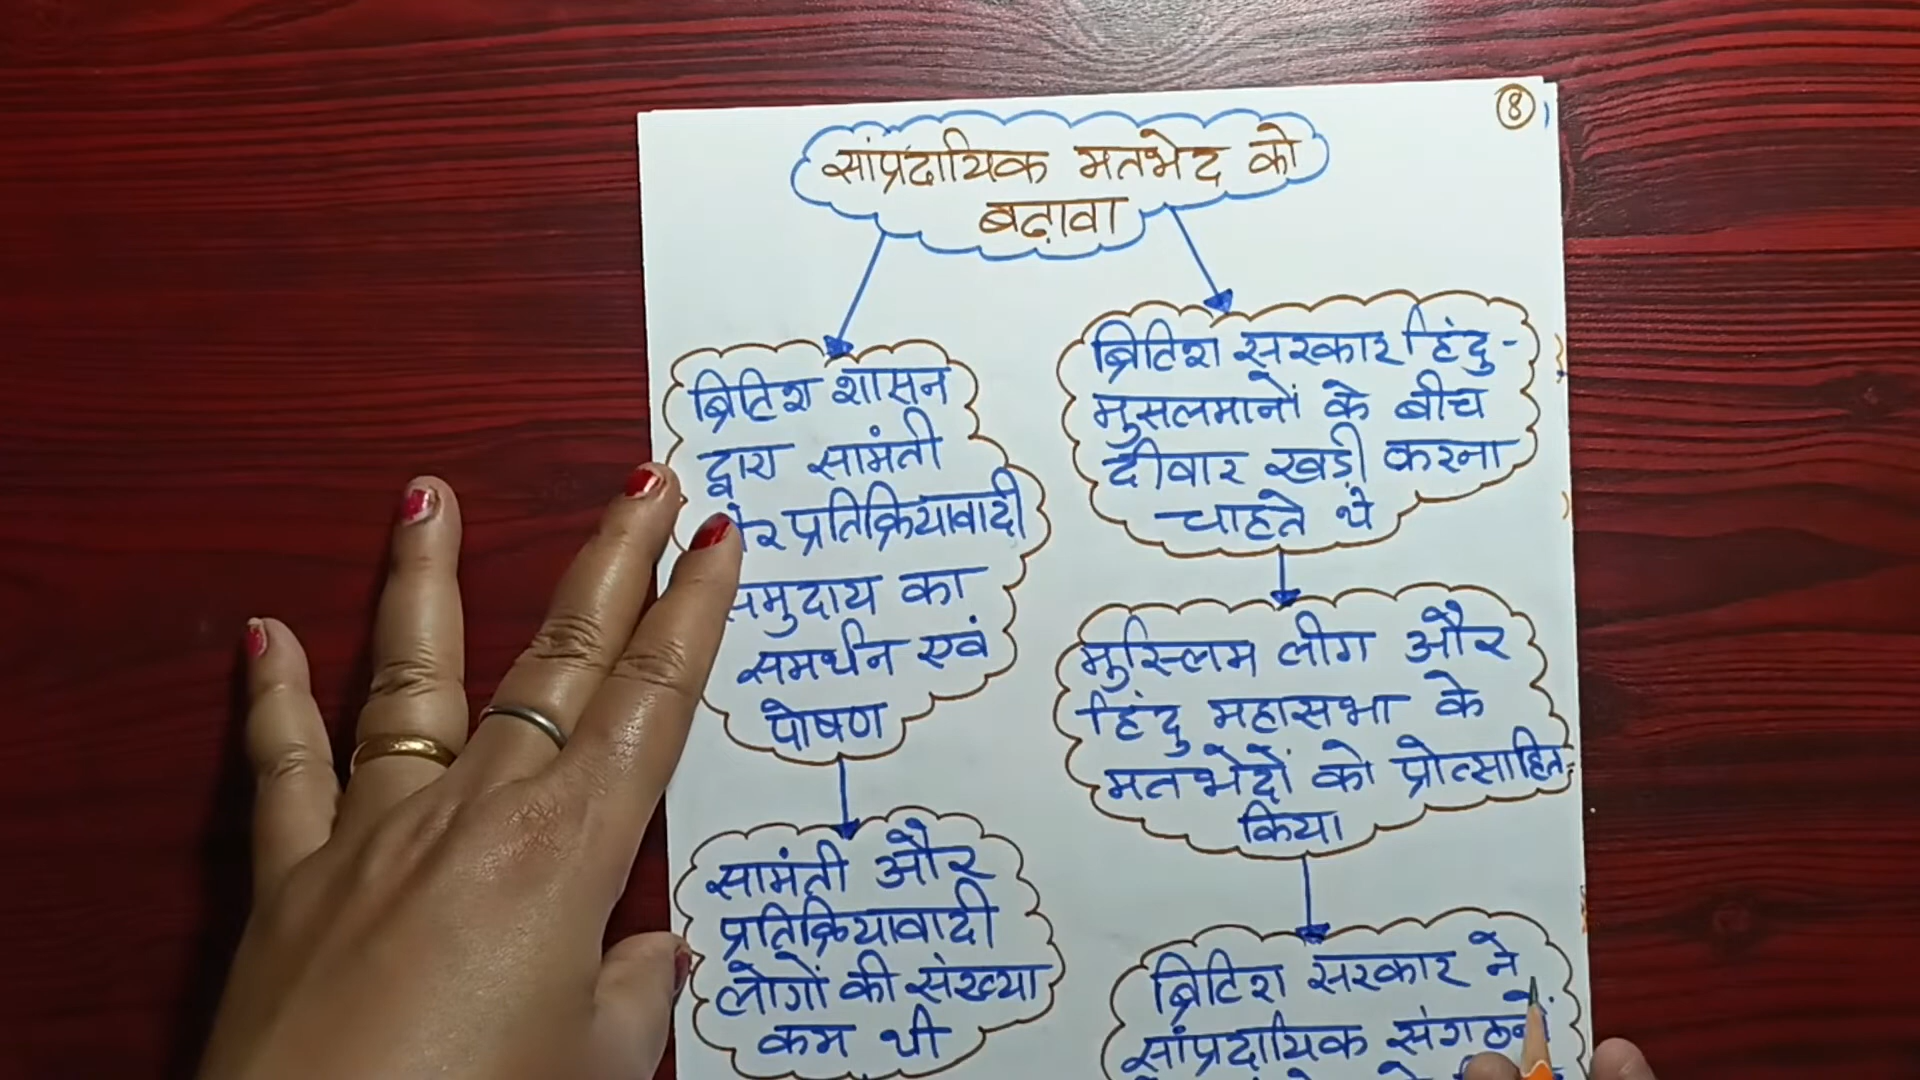 8
सांप्रदायिक मतभेद को
बढ़ावा
ब्रिटिश शासन
द्वारा सामंती
प्रतिक्रियावादी
समुदाय का
समर्थन एवं
पोषण
सामंती और
प्रतिक्रियावादी
लोगों की संख्या
कम थी
ब्रिटिश सरकार हिंदु-
मुसलमानों के बीच
दीवार खड़ी करना
चाहते थे
मुस्लिम लीग और
हिंदु महासभा के
मतभेदों को प्रोत्साहित
किया
ब्रिटिश सरकार ने
सांप्रदायिक संगठनों